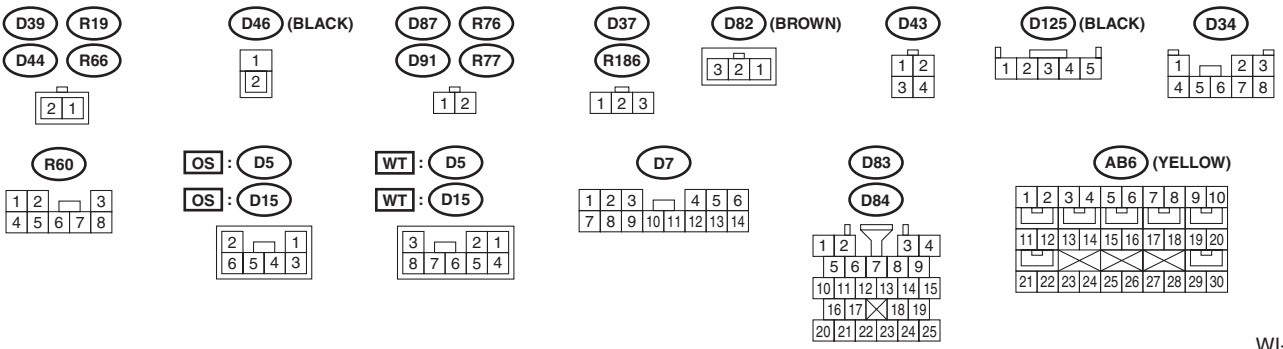 D39 R19
D44 R66
2 1
D46 (BLACK)
1
2
D87 R76
D91 R77
1 2
D37
R186
1 2 3
D82 (BROWN)
3 2 1
D43
1 2
3 4
D125 (BLACK)
1 2 3 4 5
D34
1 2 3
4 5 6 7 8
R60
1 2 3
4 5 6 7 8
OS : D5
OS : D15
2 1
6 5 4 3
WT : D5
WT : D15
3 2 1
8 7 6 5 4
D7
1 2 3 4 5 6
7 8 9 10 11 12 13 14
D83
D84
1 2 3 4
5 6 7 8 9
10 11 12 13 14 15
16 17 18 19
20 21 22 23 24 25
AB6 (YELLOW)
1 2 3 4 5 6 7 8 9 10
11 12 13 14 15 16 17 18 19 20
21 22 23 24 25 26 27 28 29 30